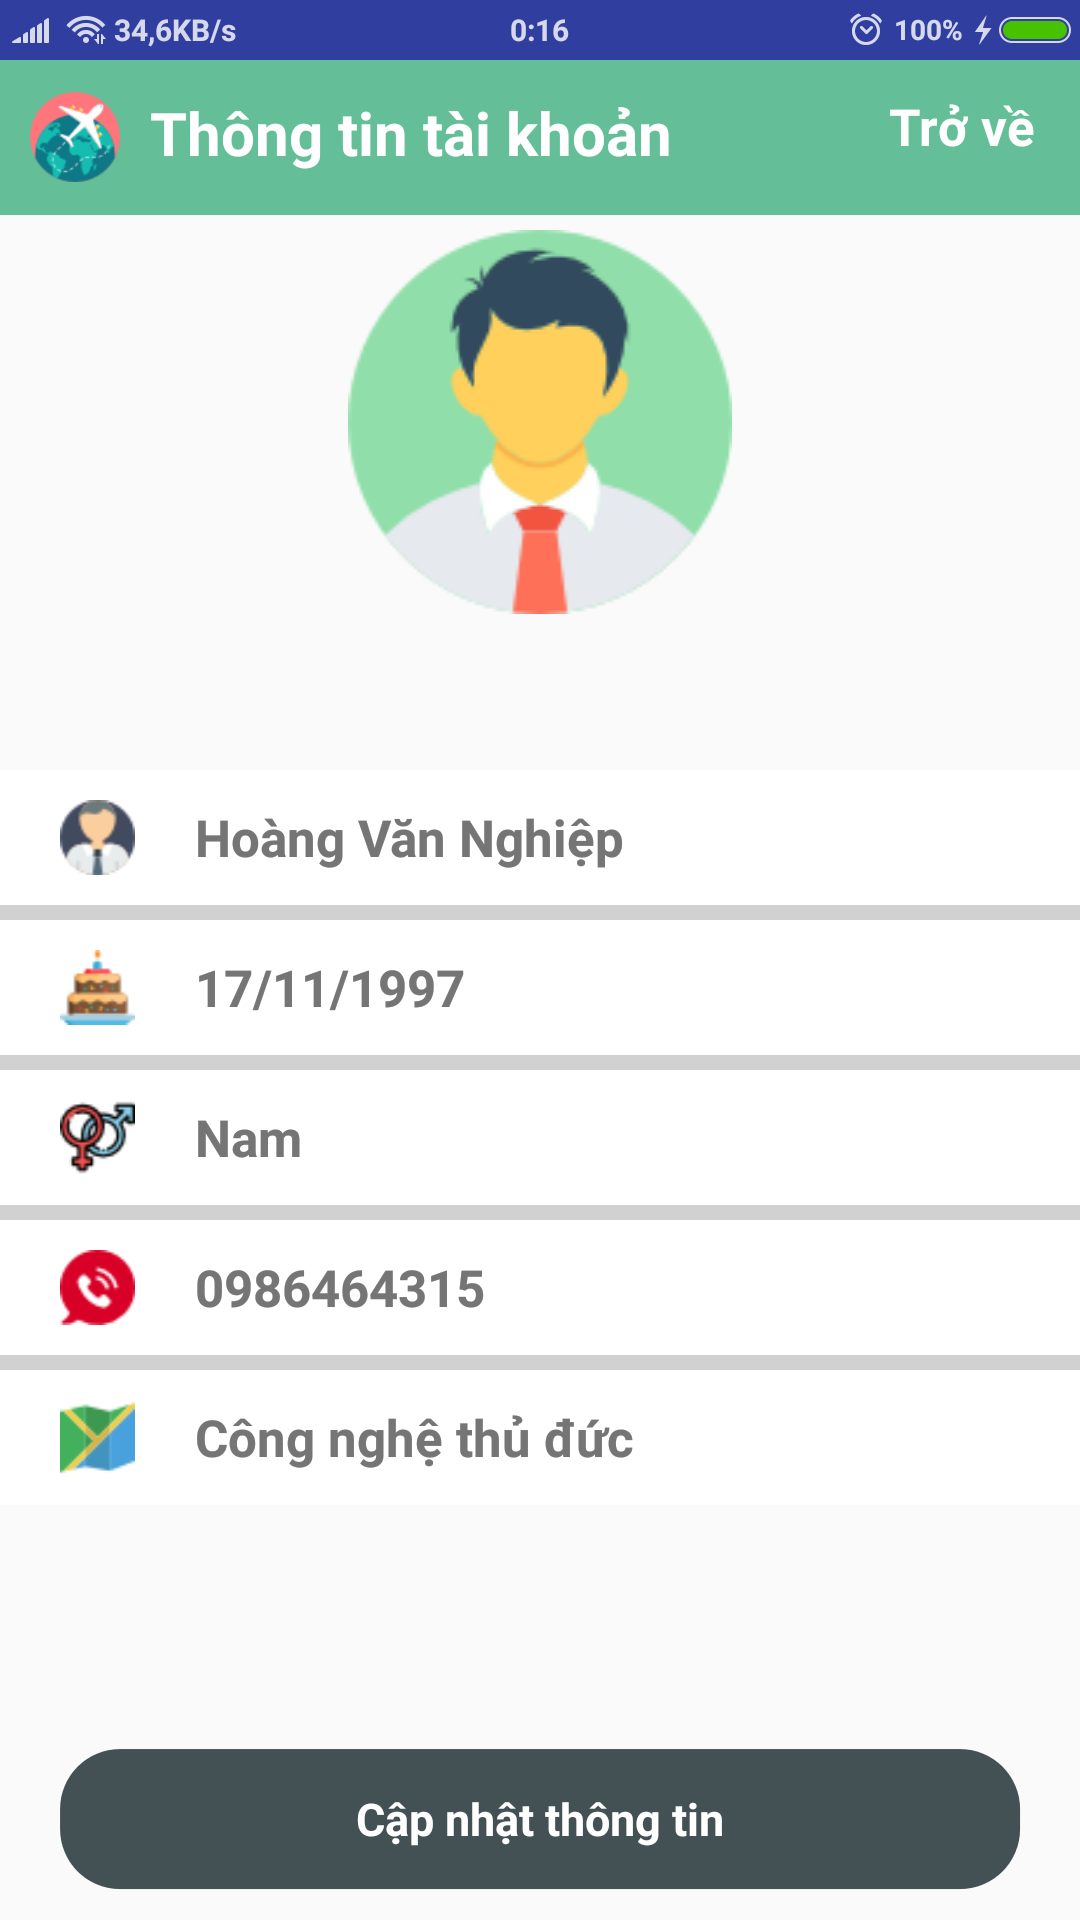 34,6KB/s 0:16 100%
Thông tin tài khoản Trở về
Hoàng Văn Nghiệp
17/11/1997
Nam
0986464315
Công nghệ thủ đức
Cập nhật thông tin